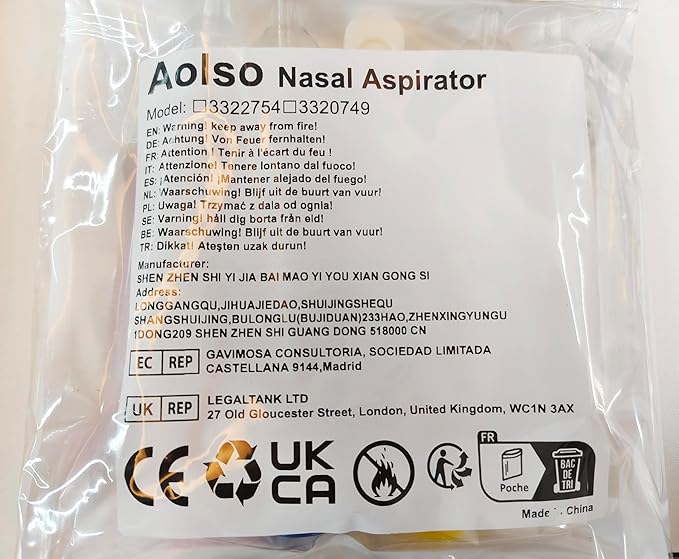 Aolso Nasal Aspirator
Model: ☐3322754☐3320749
EN: Warning! keep away from fire!
DE: Achtung! Von Feuer fernhalten!
FR: Attention ! Tenir à l'écart du feu !
IT: Attenzione! Tenere lontano dal fuoco!
ES: ¡Atención! ¡Mantener alejado del fuego!
NL: Waarschuwing! Blijf uit de buurt van vuur!
PL: Uwaga! Trzymać z dala od ognia!
SE: Varning! håll dig borta från eld!
BE: Waarschuwing! Blijf uit de buurt van vuur!
TR: Dikkat! Ateşten uzak durun!
Manufacturer:
SHEN ZHEN SHI YI JIA BAI MAO YI YOU XIAN GONG SI
Address:
LONGGANGQU,JIHUAJIEDAO,SHUIJINGSHEQU
SHANGSHUIJING,BULONGLU(BUJIDUAN)233HAO,ZHENXINGYUNGU
1DONG209 SHEN ZHEN SHI GUANG DONG 518000 CN
EC REP
GAVIMOSA CONSULTORIA, SOCIEDAD LIMITADA
CASTELLANA 9144,Madrid
UK REP
LEGALTANK LTD
27 Old Gloucester Street, London, United Kingdom, WC1N 3AX
CE
UK
CA
FR
Poche
BAC
DE
TRI
Made China